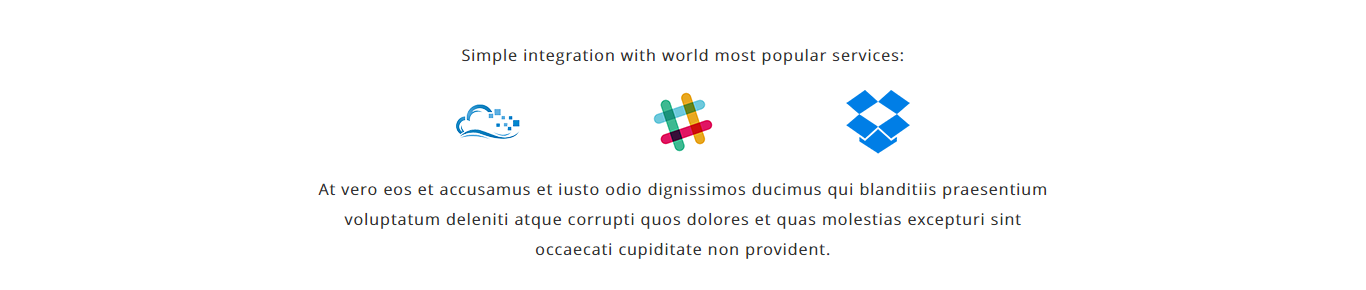 Simple integration with world most popular services:
At vero eos et accusamus et iusto odio dignissimos ducimus qui blanditiis praesentium
voluptatum deleniti atque corrupti quos dolores et quas molestias excepturi sint
occaecati cupiditate non provident.